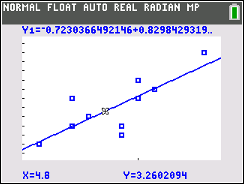 NORMAL FLOAT AUTO REAL RADIAN MP
Y1=-0.7230366492146+0.8298429319..
X=4.8 Y=3.2602094